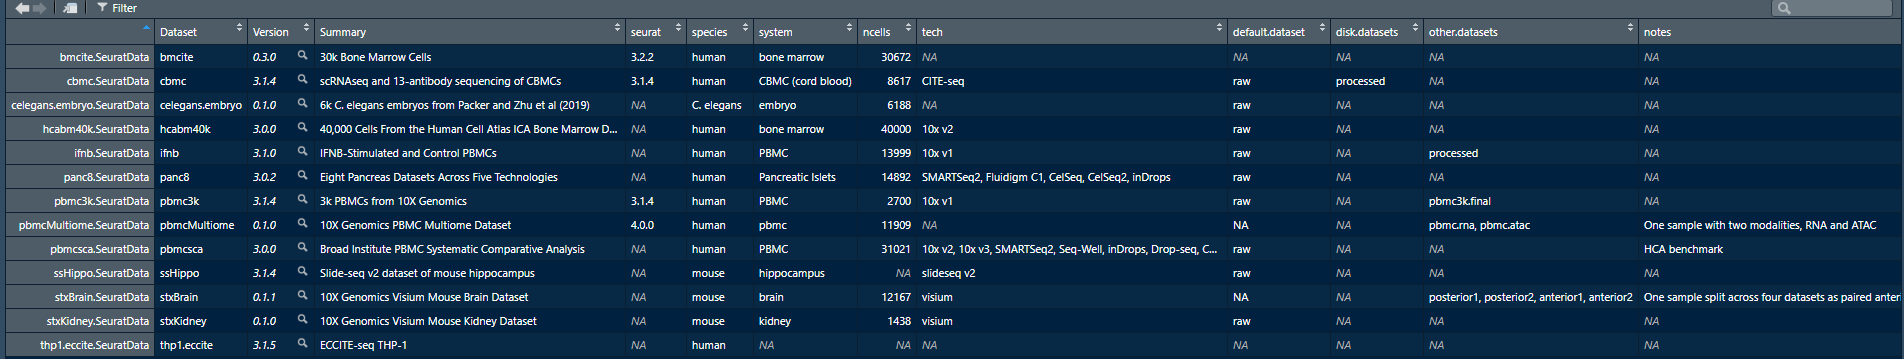 Filter
Dataset Version Summary seurat species system ncells tech default.dataset disk.datasets other.datasets notes
bmcite.SeuratData bmcite 0.3.0 30k Bone Marrow Cells 3.2.2 human bone marrow 30672 NA NA NA NA NA
cbmc.SeuratData cbmc 3.1.4 scRNAseq and 13-antibody sequencing of CBMCs 3.1.4 human CBMC (cord blood) 8617 CITE-seq raw processed NA NA
celegans.embryo.SeuratData celegans.embryo 0.1.0 6k C. elegans embryos from Packer and Zhu et al (2019) NA C. elegans embryo 6188 NA raw NA NA NA
hcabm40k.SeuratData hcabm40k 3.0.0 40,000 Cells From the Human Cell Atlas ICA Bone Marrow D... NA human bone marrow 40000 10x v2 raw NA NA NA
ifnb.SeuratData ifnb 3.1.0 IFNB-Stimulated and Control PBMCs NA human PBMC 13999 10x v1 raw NA processed NA
panc8.SeuratData panc8 3.0.2 Eight Pancreas Datasets Across Five Technologies NA human Pancreatic Islets 14892 SMARTSeq2, Fluidigm C1, CelSeq, CelSeq2, inDrops raw NA NA NA
pbmc3k.SeuratData pbmc3k 3.1.4 3k PBMCs from 10X Genomics 3.1.4 human PBMC 2700 10x v1 raw NA pbmc3k.final NA
pbmcMultiome.SeuratData pbmcMultiome 0.1.0 10X Genomics PBMC Multiome Dataset 4.0.0 human pbmc 11909 NA NA NA pbmc.rna, pbmc.atac One sample with two modalities, RNA and ATAC
pbmcsca.SeuratData pbmcsca 3.0.0 Broad Institute PBMC Systematic Comparative Analysis NA human PBMC 31021 10x v2, 10x v3, SMARTSeq2, Seq-Well, inDrops, Drop-seq, C... raw NA NA HCA benchmark
ssHippo.SeuratData ssHippo 3.1.4 Slide-seq v2 dataset of mouse hippocampus NA mouse hippocampus NA slideseq v2 raw NA NA NA
stxBrain.SeuratData stxBrain 0.1.1 10X Genomics Visium Mouse Brain Dataset NA mouse brain 12167 visium NA NA posterior1, posterior2, anterior1, anterior2 One sample split across four datasets as paired anter
stxKidney.SeuratData stxKidney 0.1.0 10X Genomics Visium Mouse Kidney Dataset NA mouse kidney 1438 visium raw NA NA NA
thp1.eccite.SeuratData thp1.eccite 3.1.5 ECCITE-seq THP-1 NA human NA NA NA NA NA NA NA